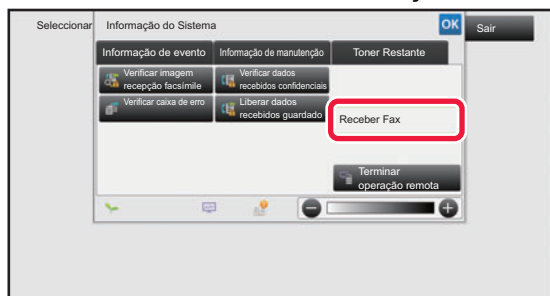 Seleccionar
Informação do Sistema
OK
Sair
Informação de evento
Informação de manutenção
Toner Restante
Verificar imagem
recepção facsímile
Verificar dados
recebidos confidenciais
Verificar caixa de erro
Liberar dados
recebidos guardado
Receber Fax
Terminar
operação remota